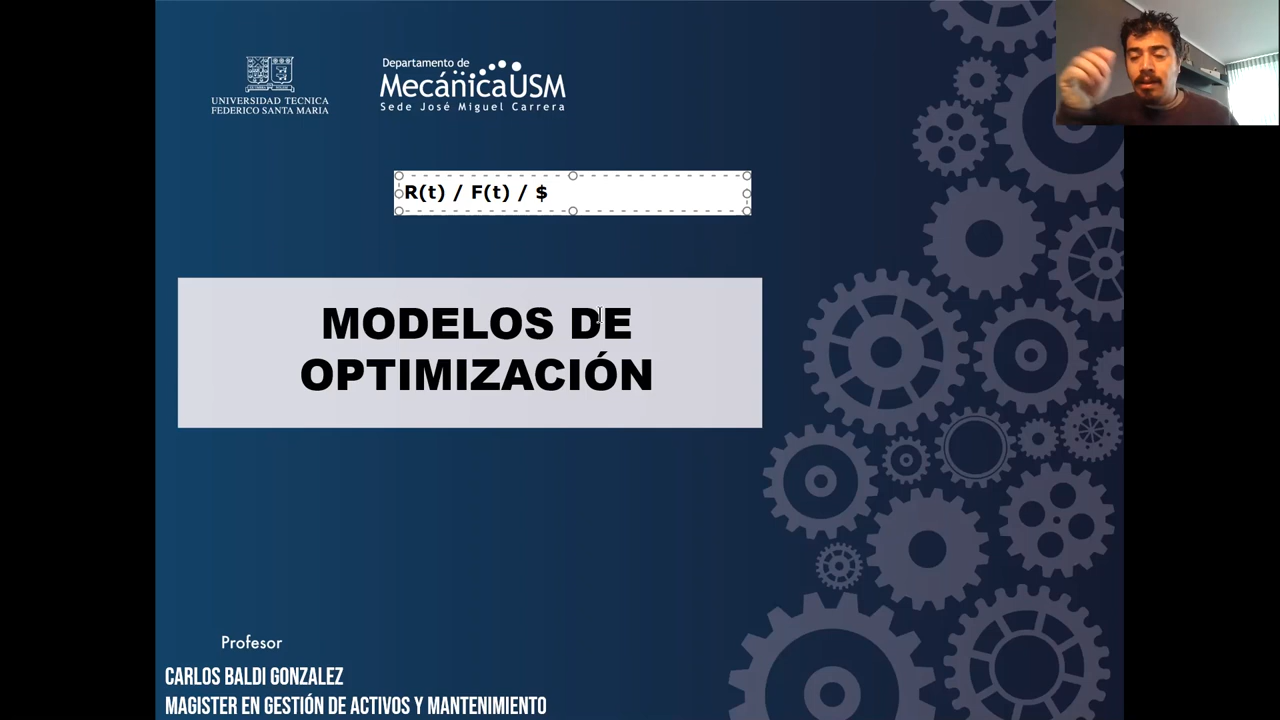 UNIVERSIDAD TECNICA
FEDERICO SANTA MARIA
Departamento de
MecánicaUSM
Sede José Miguel Carrera
R(t) / F(t) / $
MODELOS DE
OPTIMIZACIÓN
Profesor
CARLOS BALDI GONZALEZ
MAGISTER EN GESTIÓN DE ACTIVOS Y MANTENIMIENTO